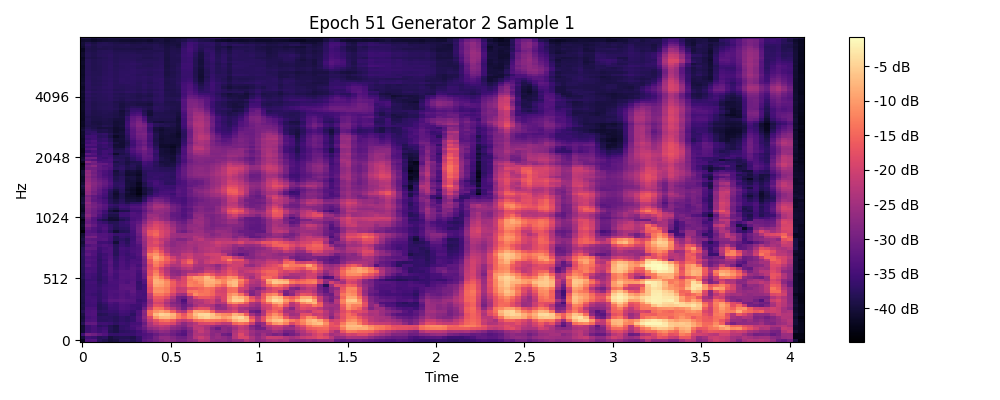 Epoch 51 Generator 2 Sample 1
Hz
4096
2048
1024
512
0
0
0.5
1
1.5
2
2.5
3
3.5
4
Time
-5 dB
-10 dB
-15 dB
-20 dB
-25 dB
-30 dB
-35 dB
-40 dB